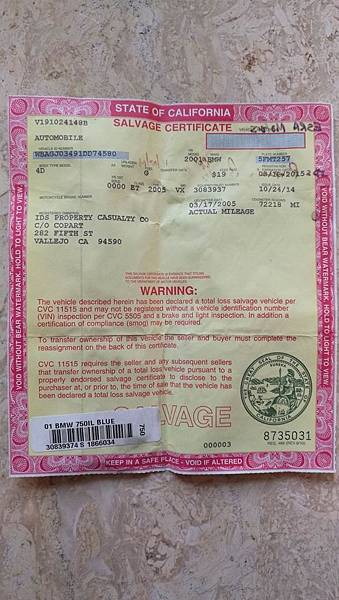 STATE OF CALIFORNIA
SALVAGE CERTIFICATE
V191024148B
AUTOMOBILE
VEHICLE ID NUMBER
PLATE NUMBER
WBAGJ03491DD74580
2001 BMW
5FMT257
4D
G
$19
0000 ET 2005 VX 3083937
10/24/14
03/17/2005
72218 MI
ACTUAL MILEAGE
IDS PROPERTY CASUALTY CO
C/O COPART
282 FIFTH ST
VALLEJO CA 94590
WARNING:
The vehicle described herein has been declared a total loss salvage vehicle per
CVC 11515 and may not be registered without a vehicle identification number
(VIN) inspection per CVC 5505 and a brake and light inspection. In addition a
certification of compliance (smog) may be required.
To transfer ownership of this vehicle the seller and buyer must complete the
reassignment on the back of this certificate.
CVC 11515 requires the seller and any subsequent sellers
that transfer ownership of a total loss vehicle pursuant to a
properly endorsed salvage certificate to disclose to the
purchaser at, or prior to, the time of sale that the vehicle has
been declared a total loss salvage vehicle.
SALVAGE
01 BMW 750IL BLUE
750
30839374 S 1866034
000003
8735031
KEEP IN A SAFE PLACE - VOID IF ALTERED
VOID WITHOUT BEAR WATERMARK. HOLD TO LIGHT TO VIEW.
VOID WITHOUT BEAR WATERMARK. HOLD TO LIGHT TO VIEW.